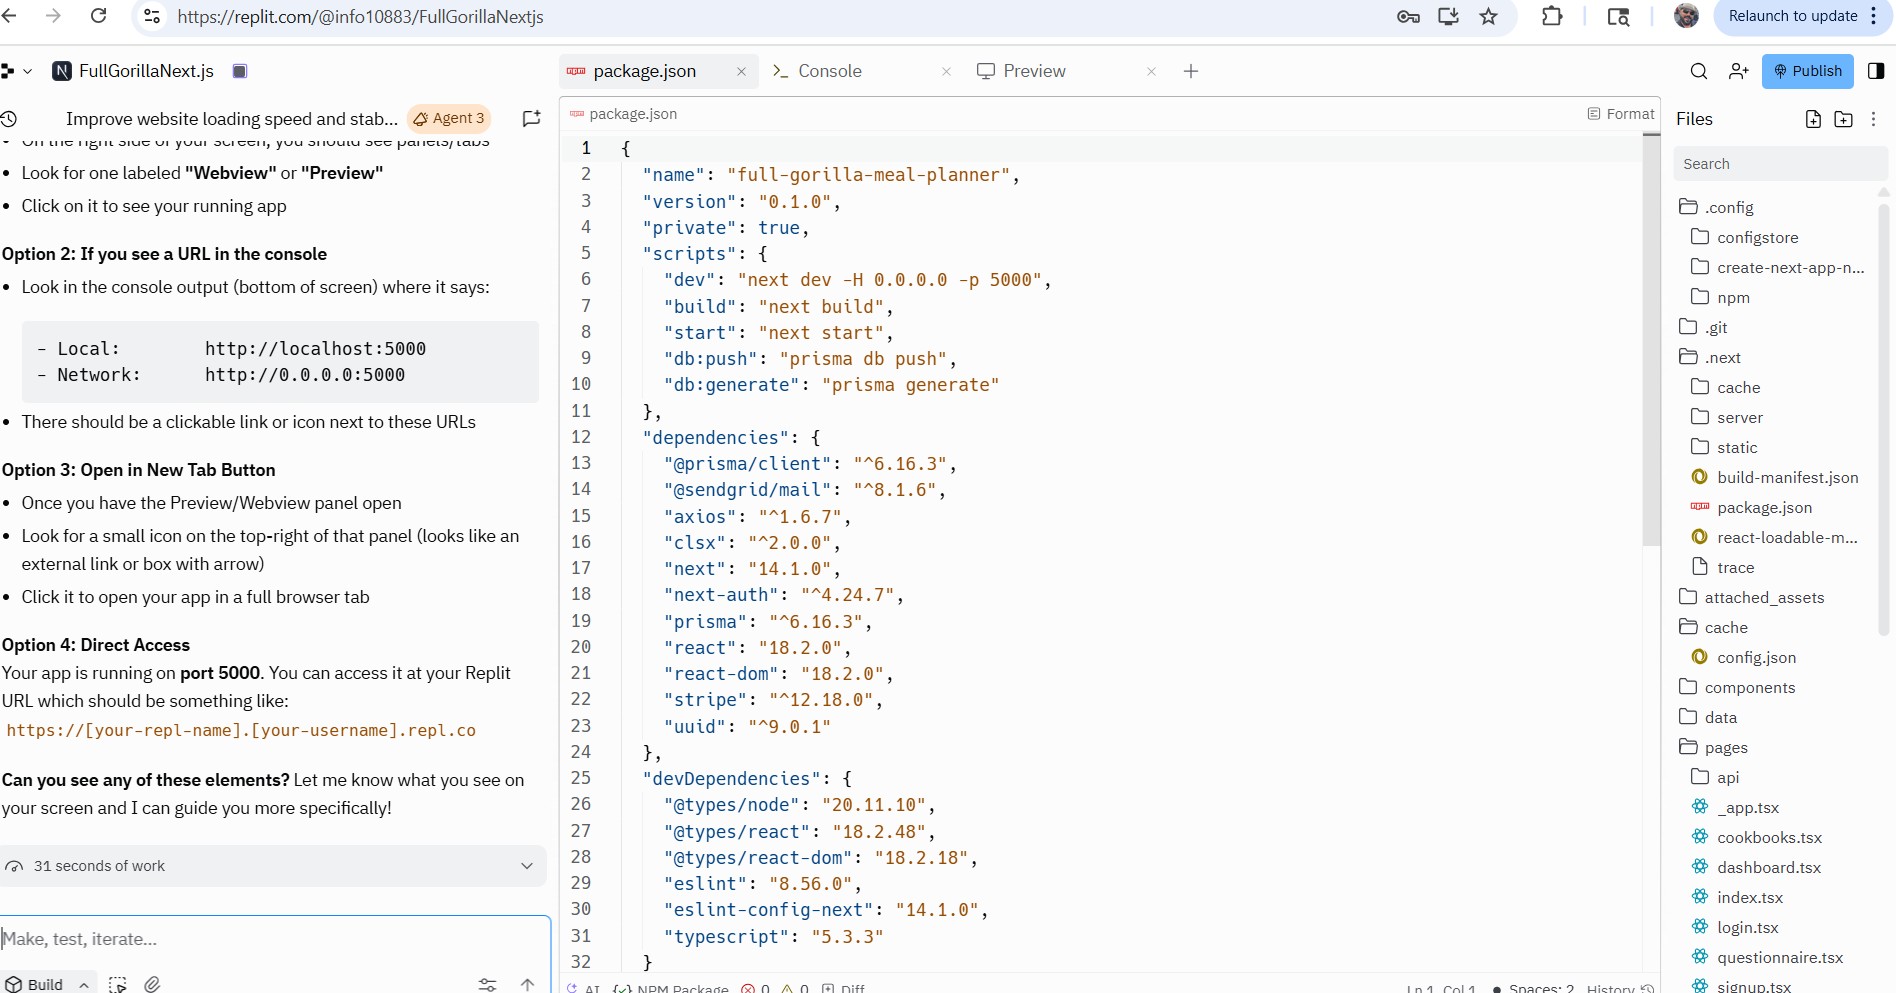 https://replit.com/@info10883/FullGorillaNextjs
Relaunch to update
FullGorillaNext.js
package.json
Console
Preview
Publish
Improve website loading speed and stab...
Agent 3
On the right side of your screen, you should see panels/tabs
Look for one labeled "Webview" or "Preview"
Click on it to see your running app
Option 2: If you see a URL in the console
Look in the console output (bottom of screen) where it says:
- Local: http://localhost:5000
- Network: http://0.0.0.0:5000
There should be a clickable link or icon next to these URLs
Option 3: Open in New Tab Button
Once you have the Preview/Webview panel open
Look for a small icon on the top-right of that panel (looks like an
external link or box with arrow)
Click it to open your app in a full browser tab
Option 4: Direct Access
Your app is running on port 5000. You can access it at your Replit
URL which should be something like:
https://[your-repl-name].[your-username].repl.co
Can you see any of these elements? Let me know what you see on
your screen and I can guide you more specifically!
31 seconds of work
Make, test, iterate...
Build
package.json
Format
1 {
2 "name": "full-gorilla-meal-planner",
3 "version": "0.1.0",
4 "private": true,
5 "scripts": {
6 "dev": "next dev -H 0.0.0.0 -p 5000",
7 "build": "next build",
8 "start": "next start",
9 "db:push": "prisma db push",
10 "db:generate": "prisma generate"
11 },
12 "dependencies": {
13 "@prisma/client": "^6.16.3",
14 "@sendgrid/mail": "^8.1.6",
15 "axios": "^1.6.7",
16 "clsx": "^2.0.0",
17 "next": "14.1.0",
18 "next-auth": "^4.24.7",
19 "prisma": "^6.16.3",
20 "react": "18.2.0",
21 "react-dom": "18.2.0",
22 "stripe": "^12.18.0",
23 "uuid": "^9.0.1"
24 },
25 "devDependencies": {
26 "@types/node": "20.11.10",
27 "@types/react": "18.2.48",
28 "@types/react-dom": "18.2.18",
29 "eslint": "8.56.0",
30 "eslint-config-next": "14.1.0",
31 "typescript": "5.3.3"
32 }
AI {✓} NPM Package 0 0 Diff
Ln 1, Col 1 Spaces: 2 History
Files
Search
.config
configstore
create-next-app-n...
npm
.git
.next
cache
server
static
build-manifest.json
package.json
react-loadable-m...
trace
attached_assets
cache
config.json
components
data
pages
api
_app.tsx
cookbooks.tsx
dashboard.tsx
index.tsx
login.tsx
questionnaire.tsx
signup.tsx